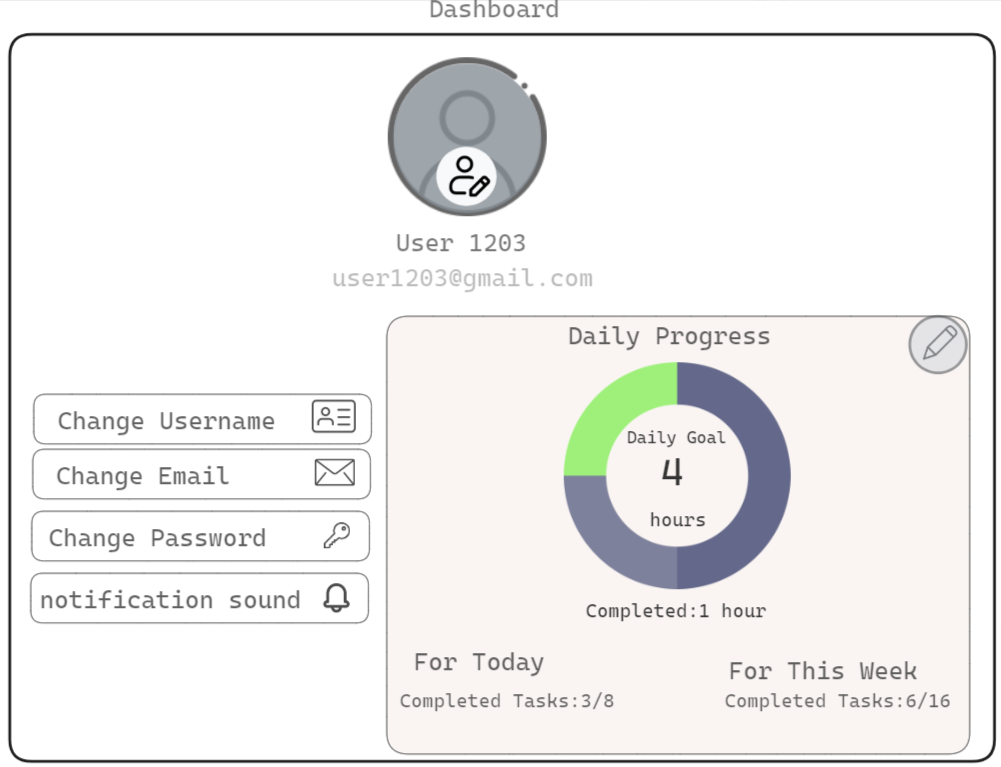 Dashboard
User 1203
user1203@gmail.com
Daily Progress
Change Username
Change Email
Change Password
notification sound
Daily Goal
4
hours
Completed:1 hour
For Today
Completed Tasks:3/8
For This Week
Completed Tasks:6/16